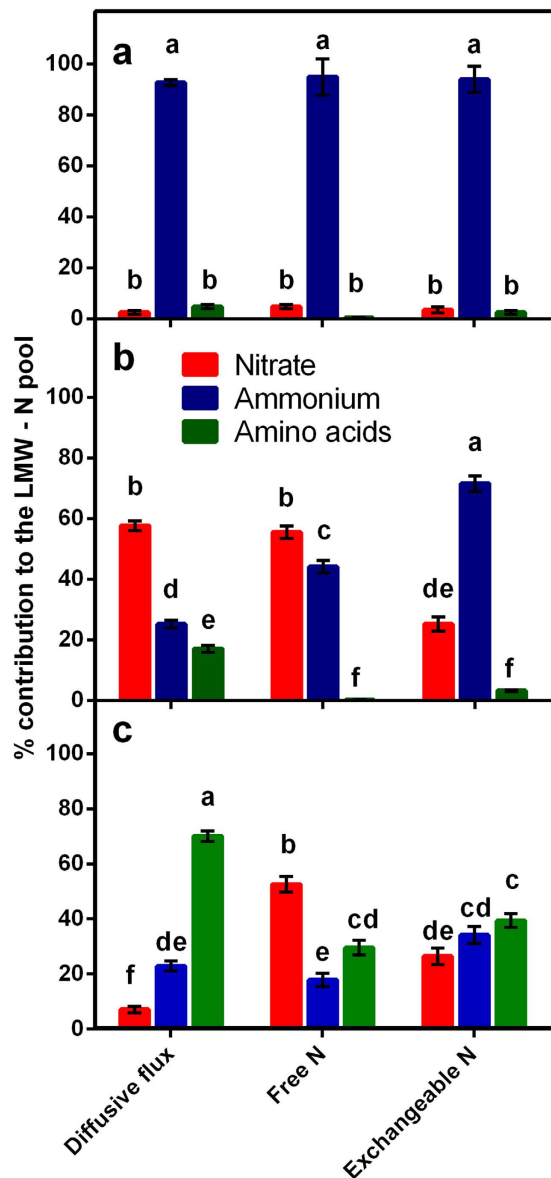 % contribution to the LMW - N pool
a
a a a
100
80
60
40
20
0
b b b b b b
b
Nitrate
Ammonium
Amino acids
100
80
60
40
20
0
b d e b c f de a f
c
100
80
60
40
20
0
f de a b e cd de cd c
Diffusive flux
Free N
Exchangeable N